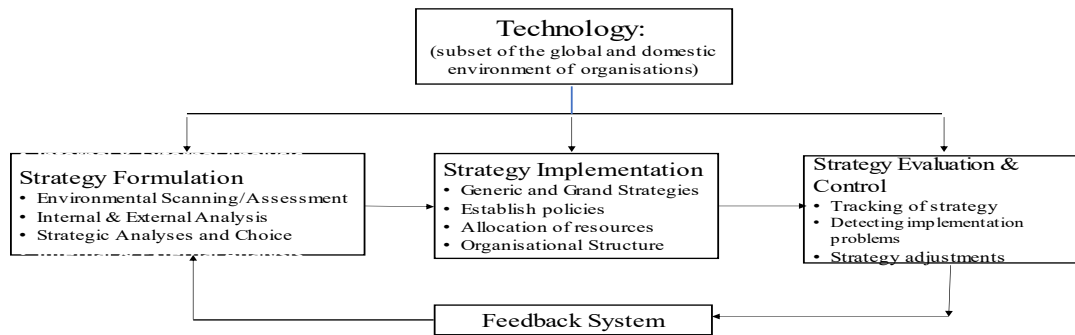 Technology:
(subset of the global and domestic
environment of organisations)
Strategy Formulation
• Environmental Scanning/Assessment
• Internal & External Analysis
• Strategic Analyses and Choice
Strategy Implementation
• Generic and Grand Strategies
• Establish policies
• Allocation of resources
• Organisational Structure
Strategy Evaluation &
Control
• Tracking of strategy
• Detecting implementation
problems
• Strategy adjustments
Feedback System